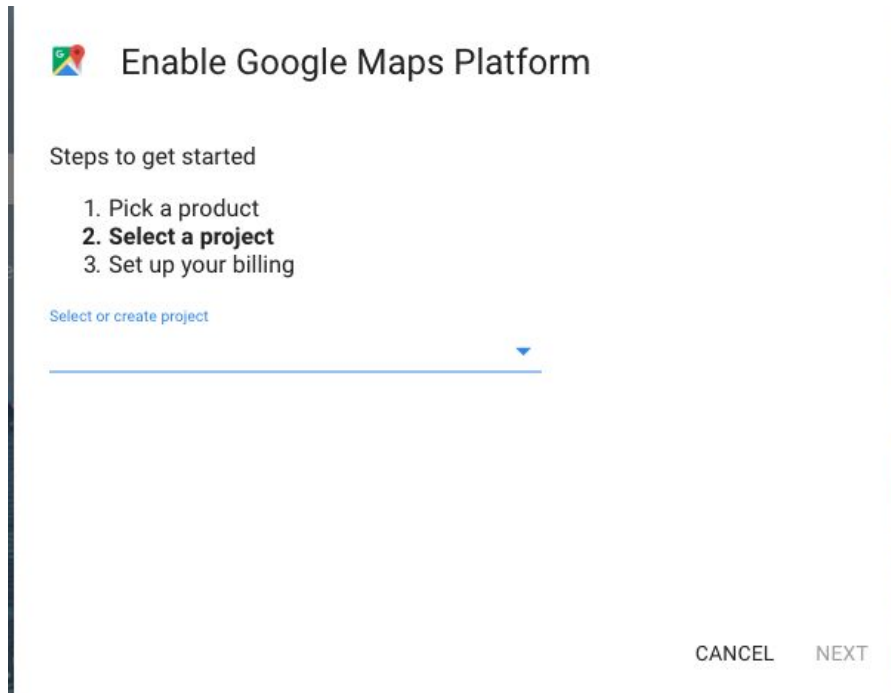 Enable Google Maps Platform
Steps to get started
1. Pick a product
2. Select a project
3. Set up your billing
Select or create project
CANCEL NEXT